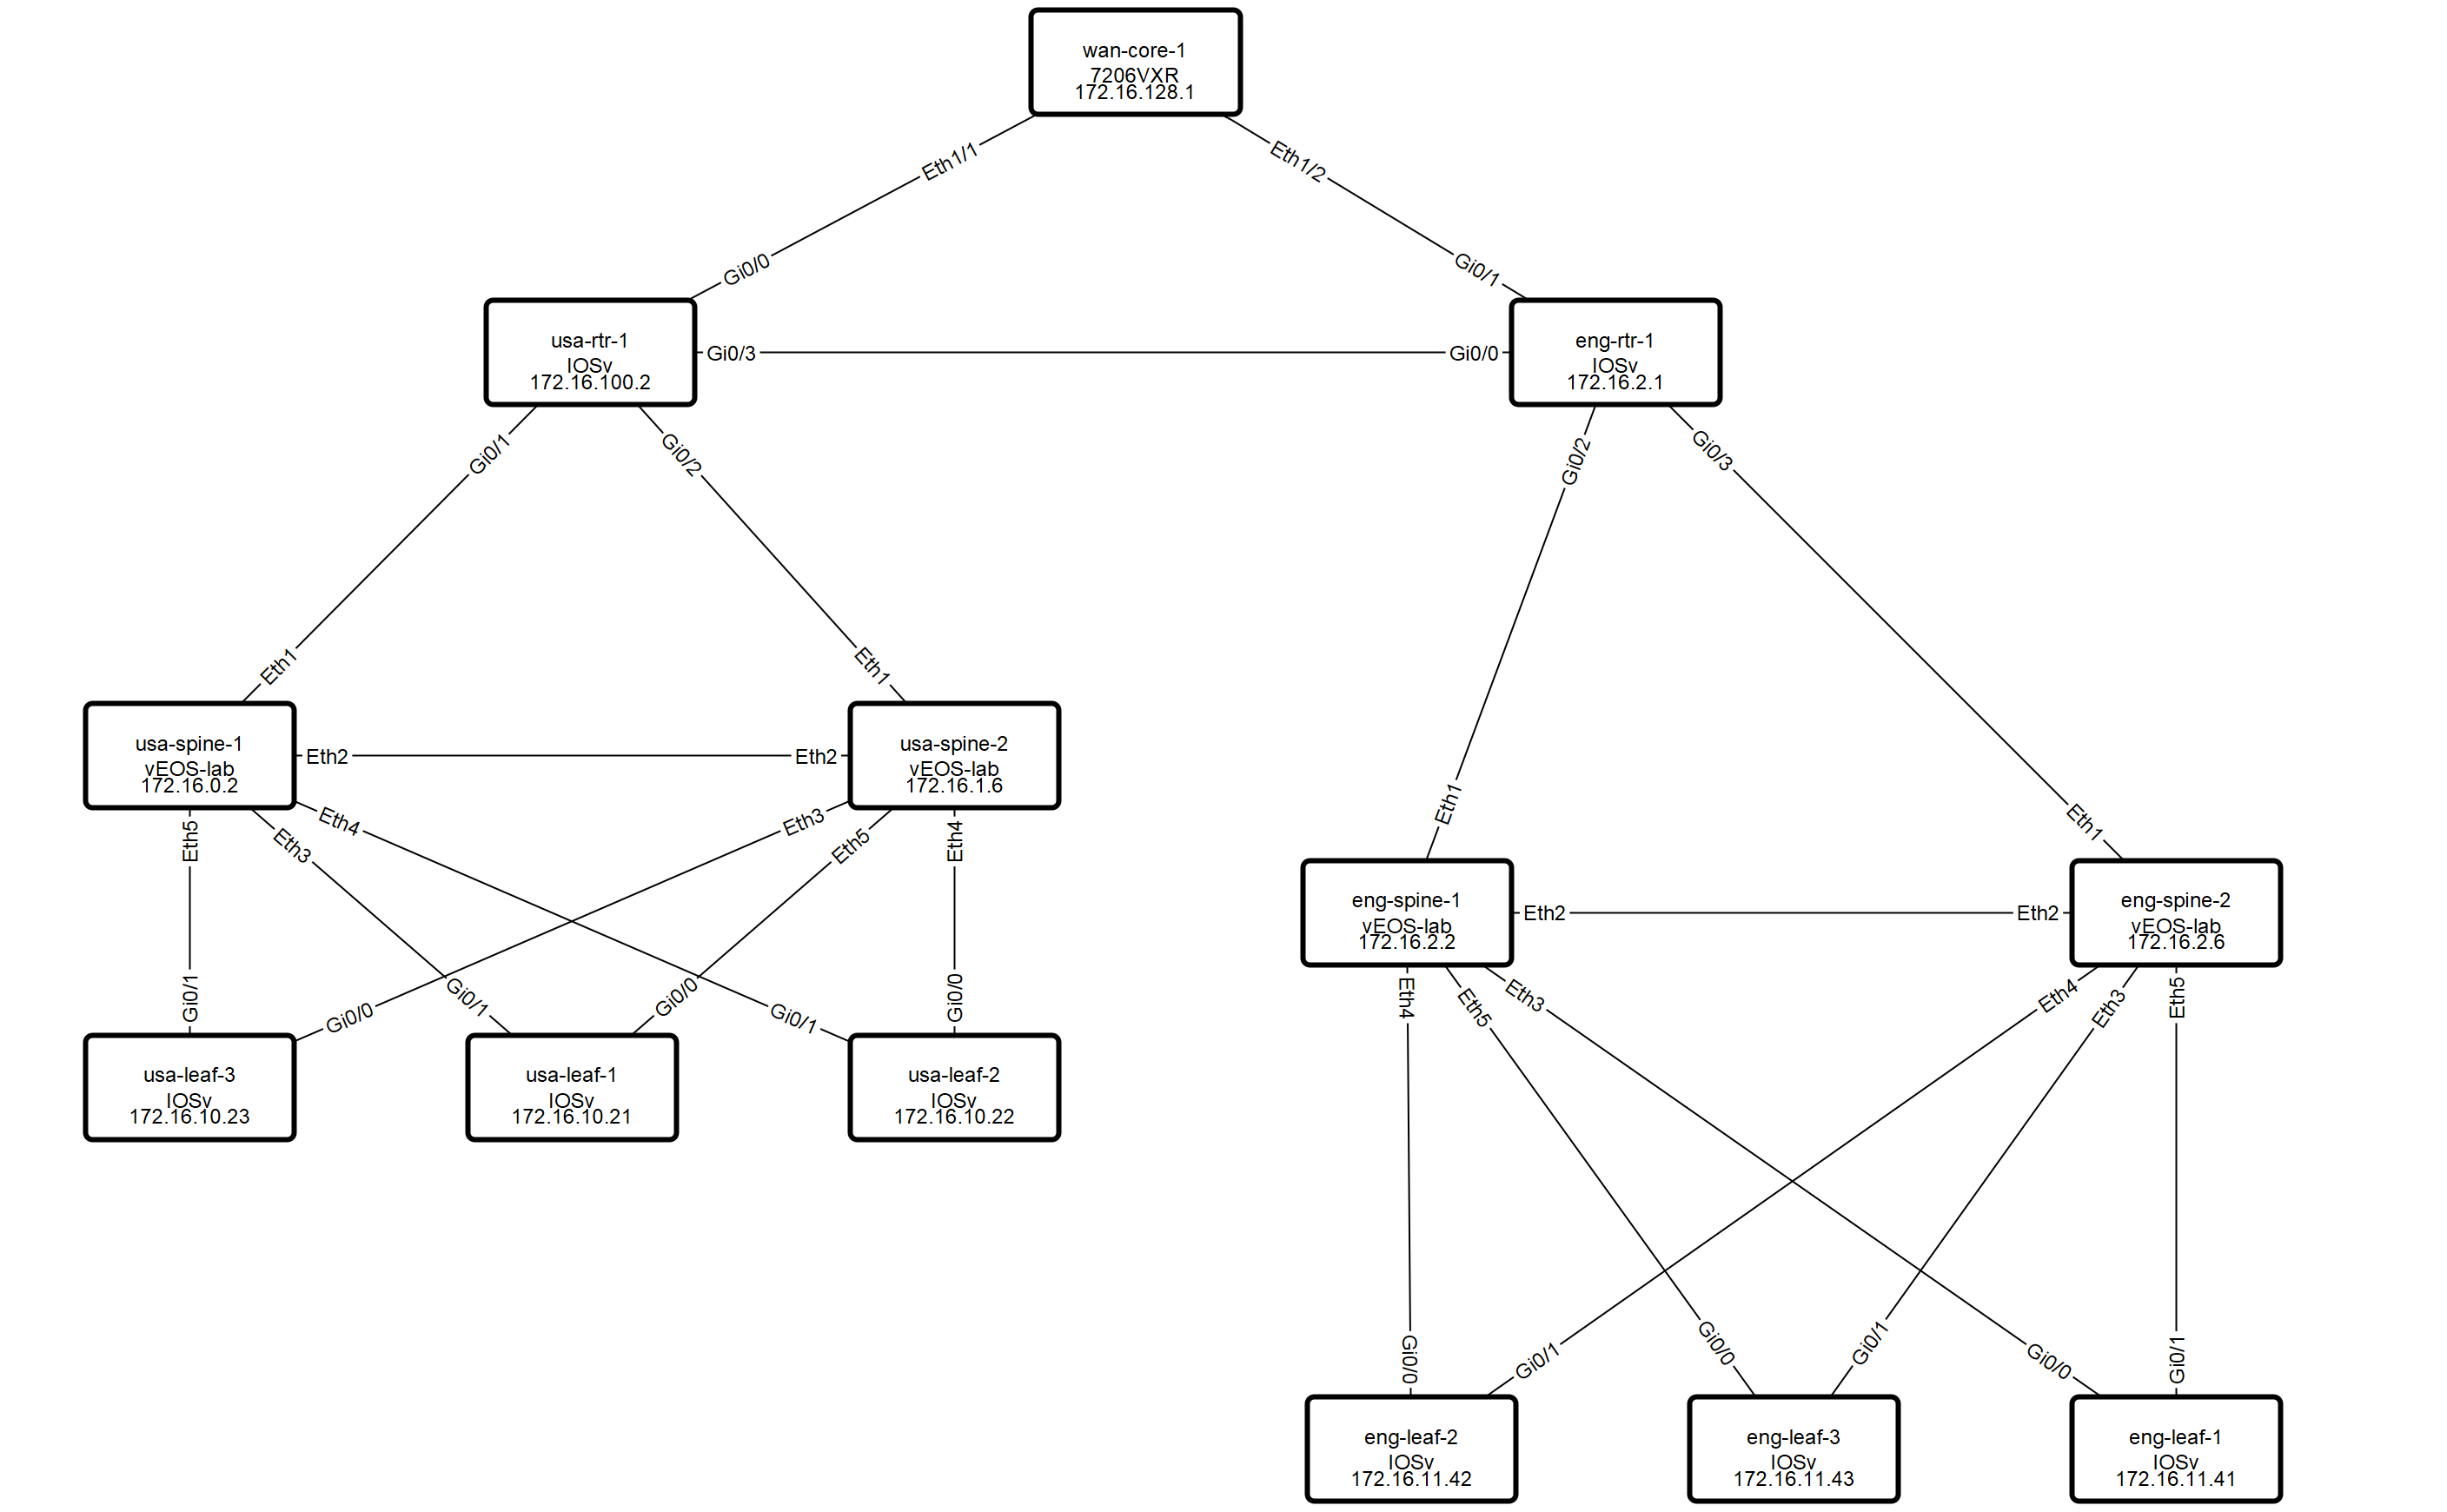 wan-core-1
7206VXR
172.16.128.1
Eth1/1
Eth1/2
Gi0/0
Gi0/1
usa-rtr-1
IOSv
172.16.100.2
Gi0/3
Gi0/0
eng-rtr-1
IOSv
172.16.2.1
Gi0/1
Gi0/2
Gi0/2
Gi0/3
Eth1
Eth1
Eth1
Eth1
usa-spine-1
vEOS-lab
172.16.0.2
Eth2
Eth2
usa-spine-2
vEOS-lab
172.16.1.6
Eth5
Eth3
Eth4
Eth3
Eth5
Eth4
eng-spine-1
vEOS-lab
172.16.2.2
Eth2
Eth2
eng-spine-2
vEOS-lab
172.16.2.6
Gi0/1
Gi0/0
Gi0/1
Gi0/0
Gi0/1
Gi0/0
Eth4
Eth5
Eth3
Eth4
Eth3
Eth5
usa-leaf-3
IOSv
172.16.10.23
usa-leaf-1
IOSv
172.16.10.21
usa-leaf-2
IOSv
172.16.10.22
Gi0/0
Gi0/1
Gi0/0
Gi0/1
Gi0/0
Gi0/1
eng-leaf-2
IOSv
172.16.11.42
eng-leaf-3
IOSv
172.16.11.43
eng-leaf-1
IOSv
172.16.11.41